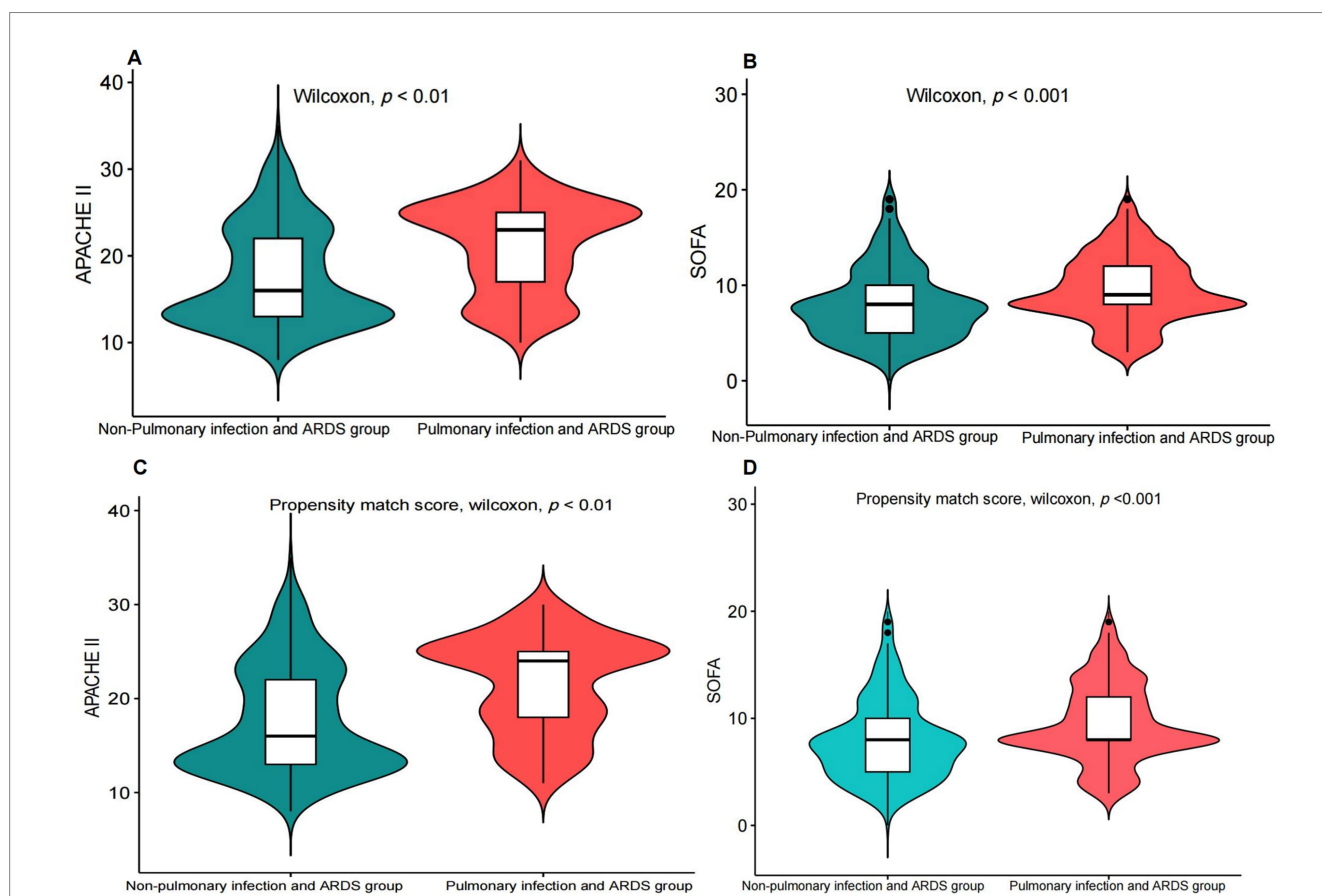 A
Wilcoxon, p < 0.01
APACHE II
40
30
20
10
Non-Pulmonary infection and ARDS group
Pulmonary infection and ARDS group
B
Wilcoxon, p < 0.001
SOFA
30
20
10
0
Non-Pulmonary infection and ARDS group
Pulmonary infection and ARDS group
C
Propensity match score, wilcoxon, p < 0.01
APACHE II
40
30
20
10
Non-pulmonary infection and ARDS group
Pulmonary infection and ARDS group
D
Propensity match score, wilcoxon, p <0.001
SOFA
30
20
10
0
Non-pulmonary infection and ARDS group
Pulmonary infection and ARDS group